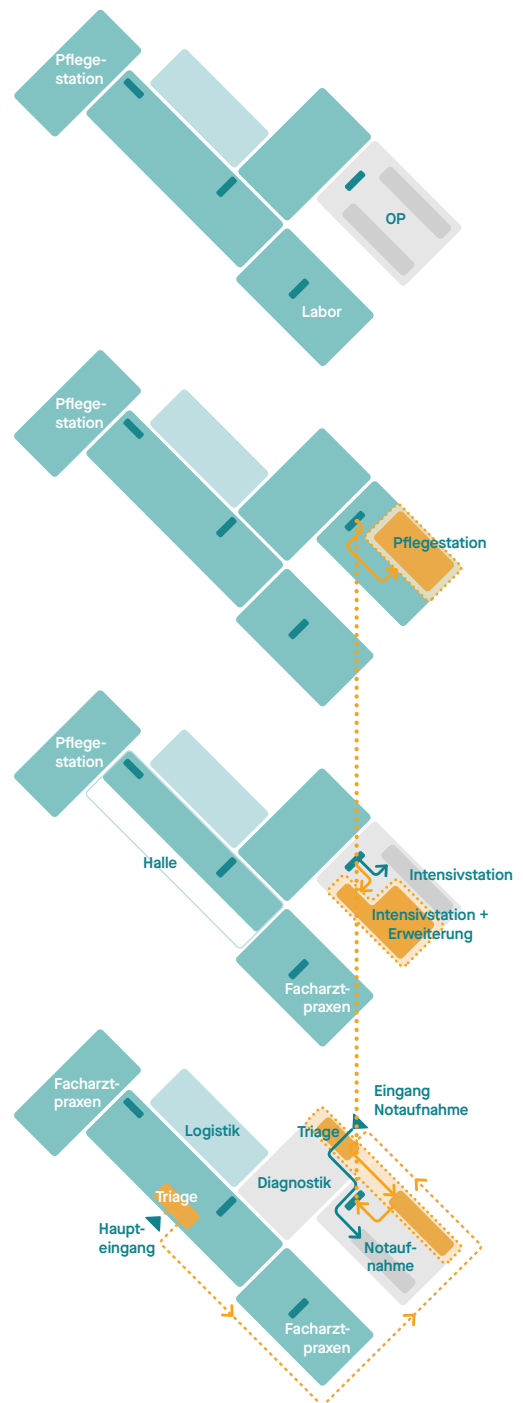 Pflege-
station
OP
Labor
Pflege-
station
Pflegestation
Pflege-
station
Halle
Intensivstation
Intensivstation +
Erweiterung
Facharzt-
praxen
Facharzt-
praxen
Eingang
Notaufnahme
Logistik
Triage
Diagnostik
Triage
Haupt-
eingang
Notauf-
nahme
Facharzt-
praxen